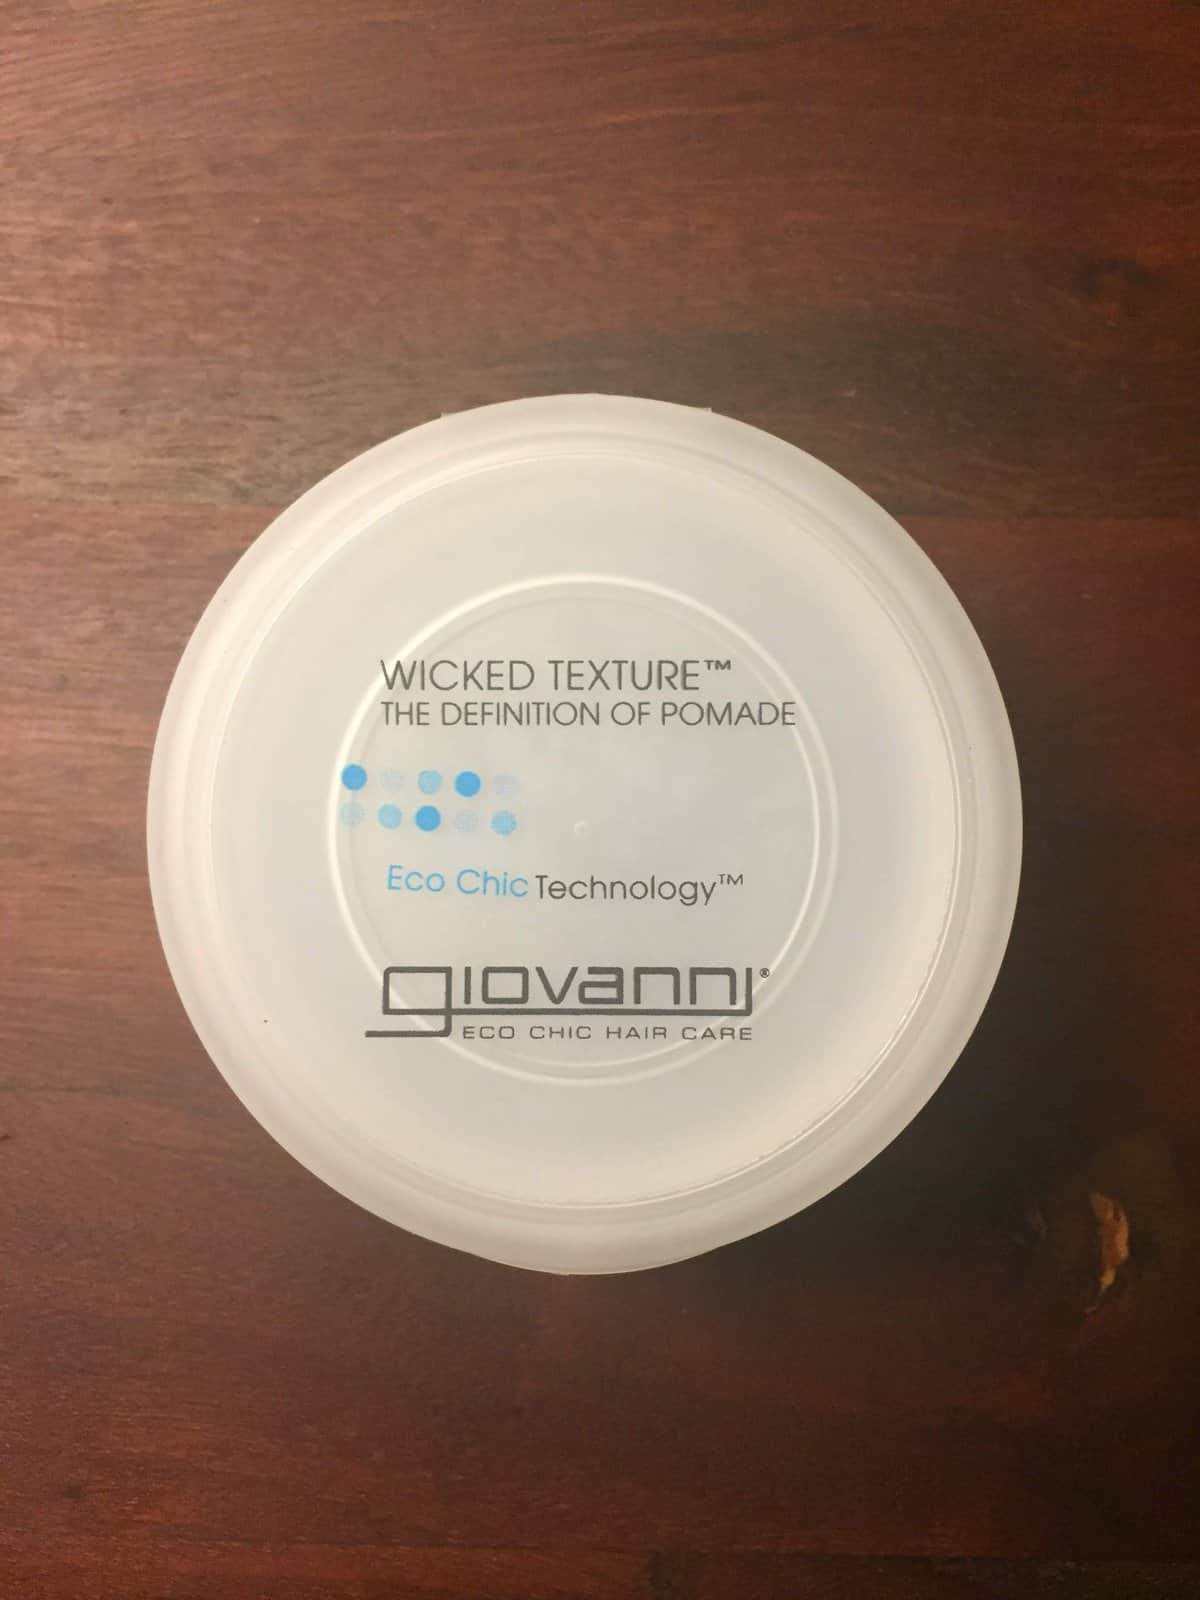 WICKED TEXTURE™
THE DEFINITION OF POMADE
Eco Chic Technology™
giovanni®
ECO CHIC HAIR CARE